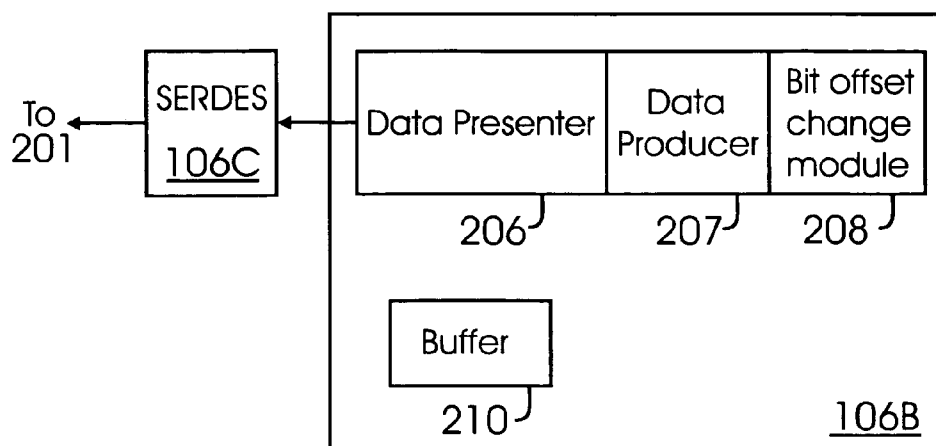 To
201
SERDES
106C
Data Presenter
Data
Producer
Bit offset
change
module
206
207
208
Buffer
210
106B